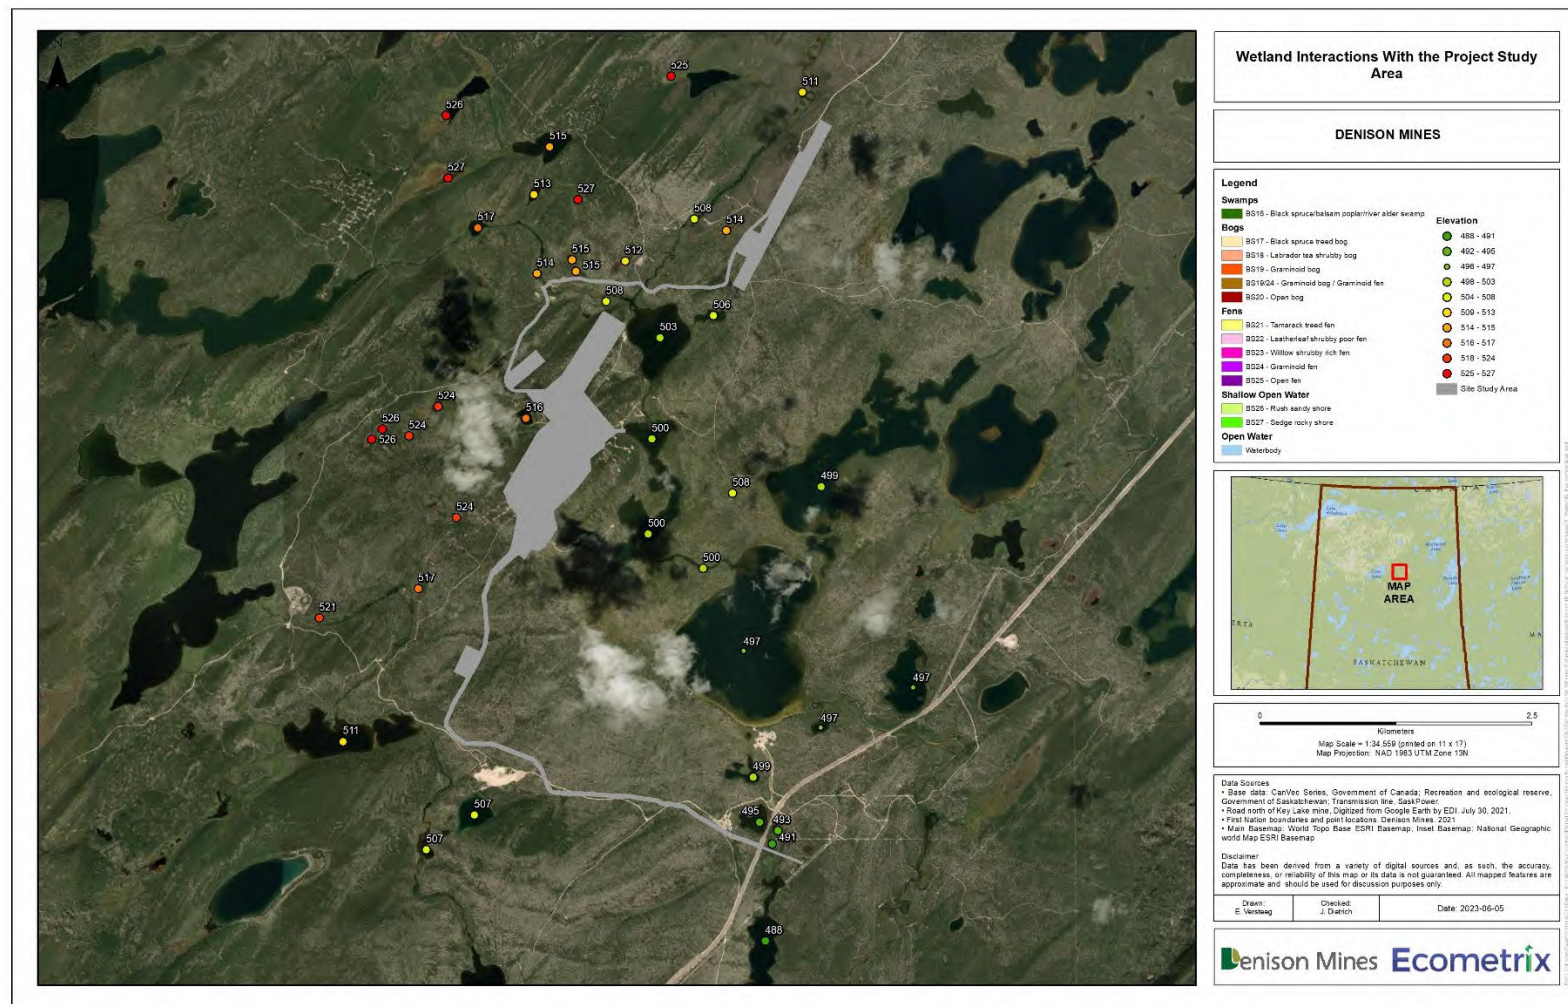 N
525
511
526
515
527
513
527
508
517
514
515
512
514
515
508
506
503
524
516
526
524
500
526
499
508
524
500
500
517
521
497
497
497
511
499
507
495
493
491
507
488
Wetland Interactions With the Project Study
Area
DENISON MINES
Legend
Swamps
BS16 - Black spruce/balsam poplar/river alder swamp
Bogs
BS17 - Black spruce treed bog
BS18 - Labrador tea shrubby bog
BS19 - Graminoid bog
BS19/24 - Graminoid bog / Graminoid fen
BS20 - Open bog
Fens
BS21 - Tamarack treed fen
BS22 - Leatherleaf shrubby poor fen
BS23 - Willow shrubby rich fen
BS24 - Graminoid fen
BS25 - Open fen
Shallow Open Water
BS26 - Rush sandy shore
BS27 - Sedge rocky shore
Open Water
Waterbody
Elevation
488 - 491
492 - 495
496 - 497
498 - 503
504 - 508
509 - 513
514 - 515
516 - 517
518 - 524
525 - 527
Site Study Area
CANADA
MAP
AREA
ERTA
MA
SASKATCHEWAN
0 2.5
Kilometers
Map Scale = 1:34,559 (printed on 11 x 17)
Map Projection: NAD 1983 UTM Zone 13N
Data Sources
• Base data: CanVec Series, Government of Canada; Recreation and ecological reserve,
Government of Saskatchewan; Transmission line, SaskPower.
• Road north of Key Lake mine, Digitized from Google Earth by EDI. July 30, 2021.
• First Nation boundaries and point locations. Denison Mines. 2021
• Main Basemap: World Topo Base ESRI Basemap; Inset Basemap: National Geographic
world Map ESRI Basemap
Disclaimer
Data has been derived from a variety of digital sources and, as such, the accuracy,
completeness, or reliability of this map or its data is not guaranteed. All mapped features are
approximate and should be used for discussion purposes only.
Drawn:
E. Versteeg
Checked:
J. Dietrich
Date: 2023-06-05
Denison Mines
Ecometrix